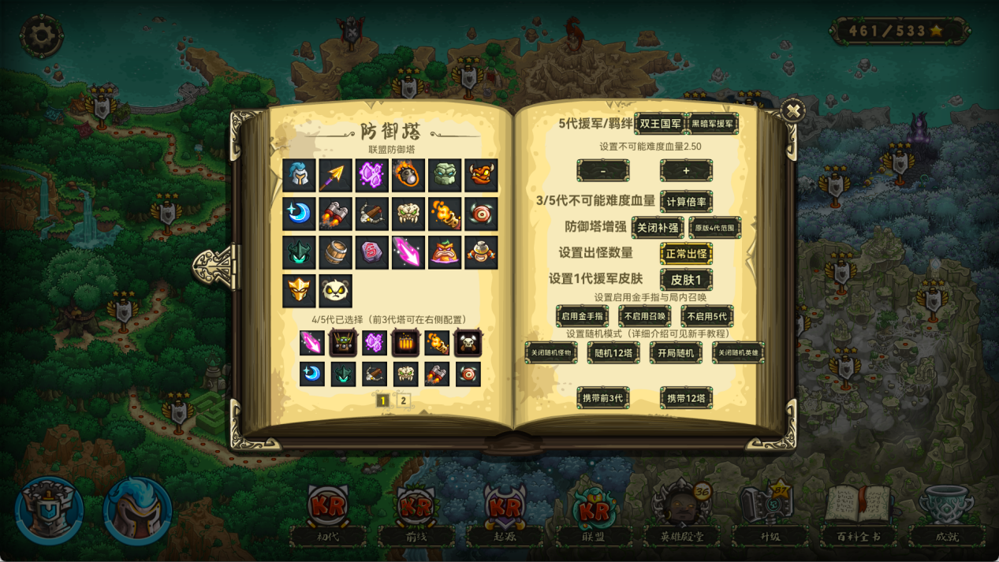 461/533
防御塔
联盟防御塔
4/5代已选择（前3代塔可在右侧配置）
1 2
5代援军/羁绊 双王国军 黑暗军援军
设置不可能难度血量2.50
- +
3/5代不可能难度血量 计算倍率
防御塔增强 关闭补强 原版4代范围
设置出怪数量 正常出怪
设置1代援军皮肤 皮肤1
设置启用金手指与局内召唤
启用金手指 不启用召唤 不启用5代
设置随机模式（详细介绍可见新手教程）
关闭随机怪物 随机12塔 开局随机 关闭随机英雄
携带前3代 携带12塔
KR KR KR KR 36 87
初代 前线 起源 联盟 英雄殿堂 升级 百科全书 成就